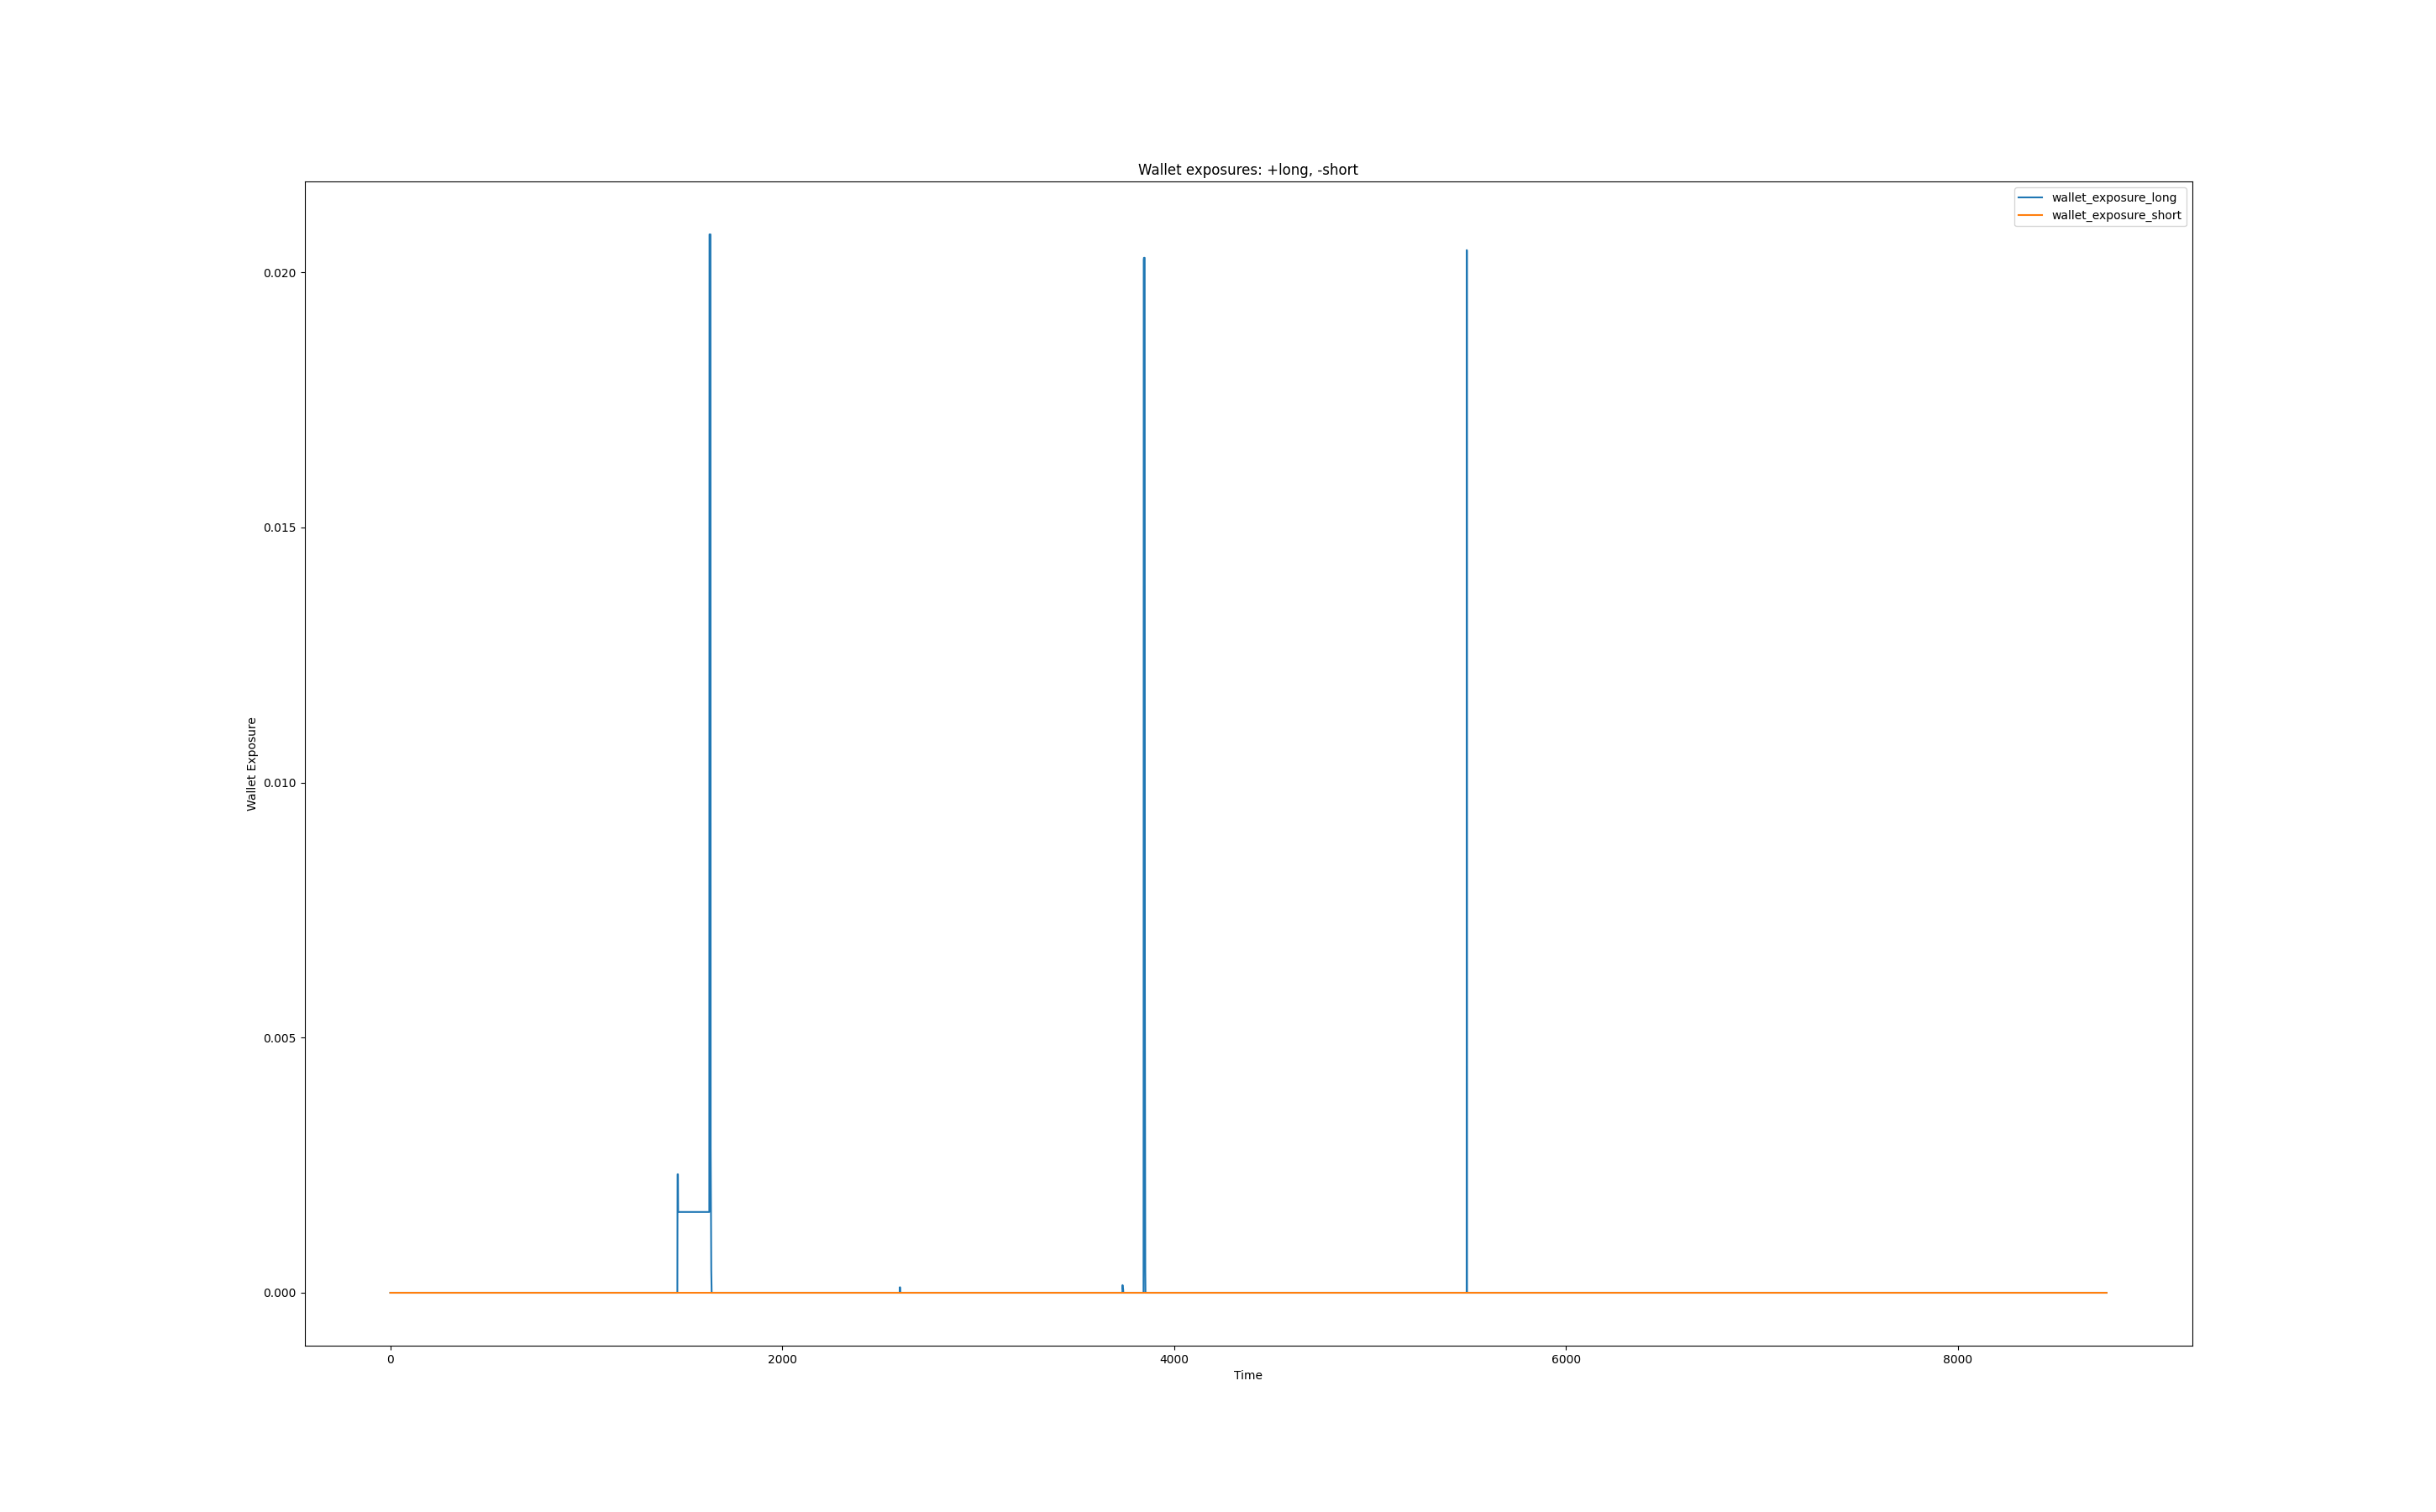 Wallet exposures: +long, -short
wallet_exposure_long
wallet_exposure_short
0.020
0.015
0.010
0.005
0.000
Wallet Exposure
0 2000 4000 6000 8000
Time